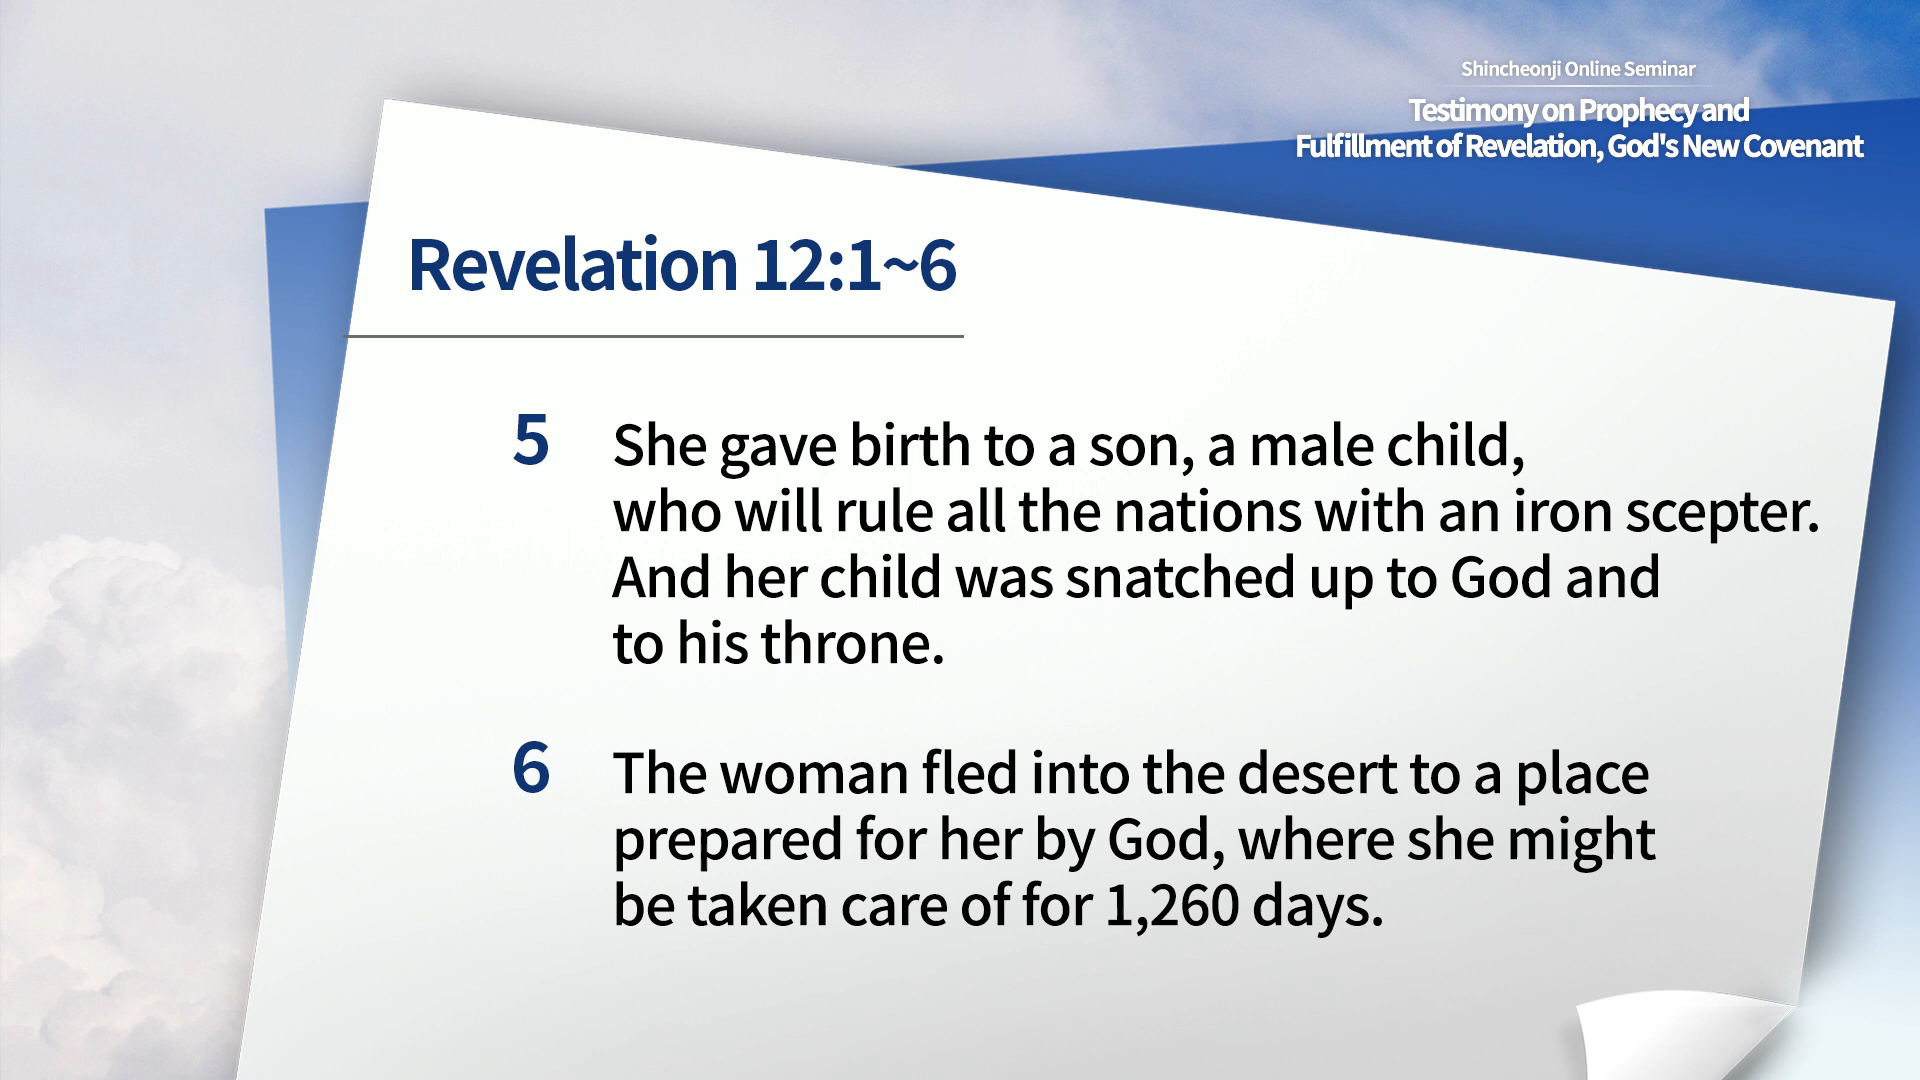 Shincheonji Online Seminar
Testimony on Prophecy and
Fulfillment of Revelation, God's New Covenant
Revelation 12:1~6
5 She gave birth to a son, a male child,
who will rule all the nations with an iron scepter.
And her child was snatched up to God and
to his throne.
6 The woman fled into the desert to a place
prepared for her by God, where she might
be taken care of for 1,260 days.